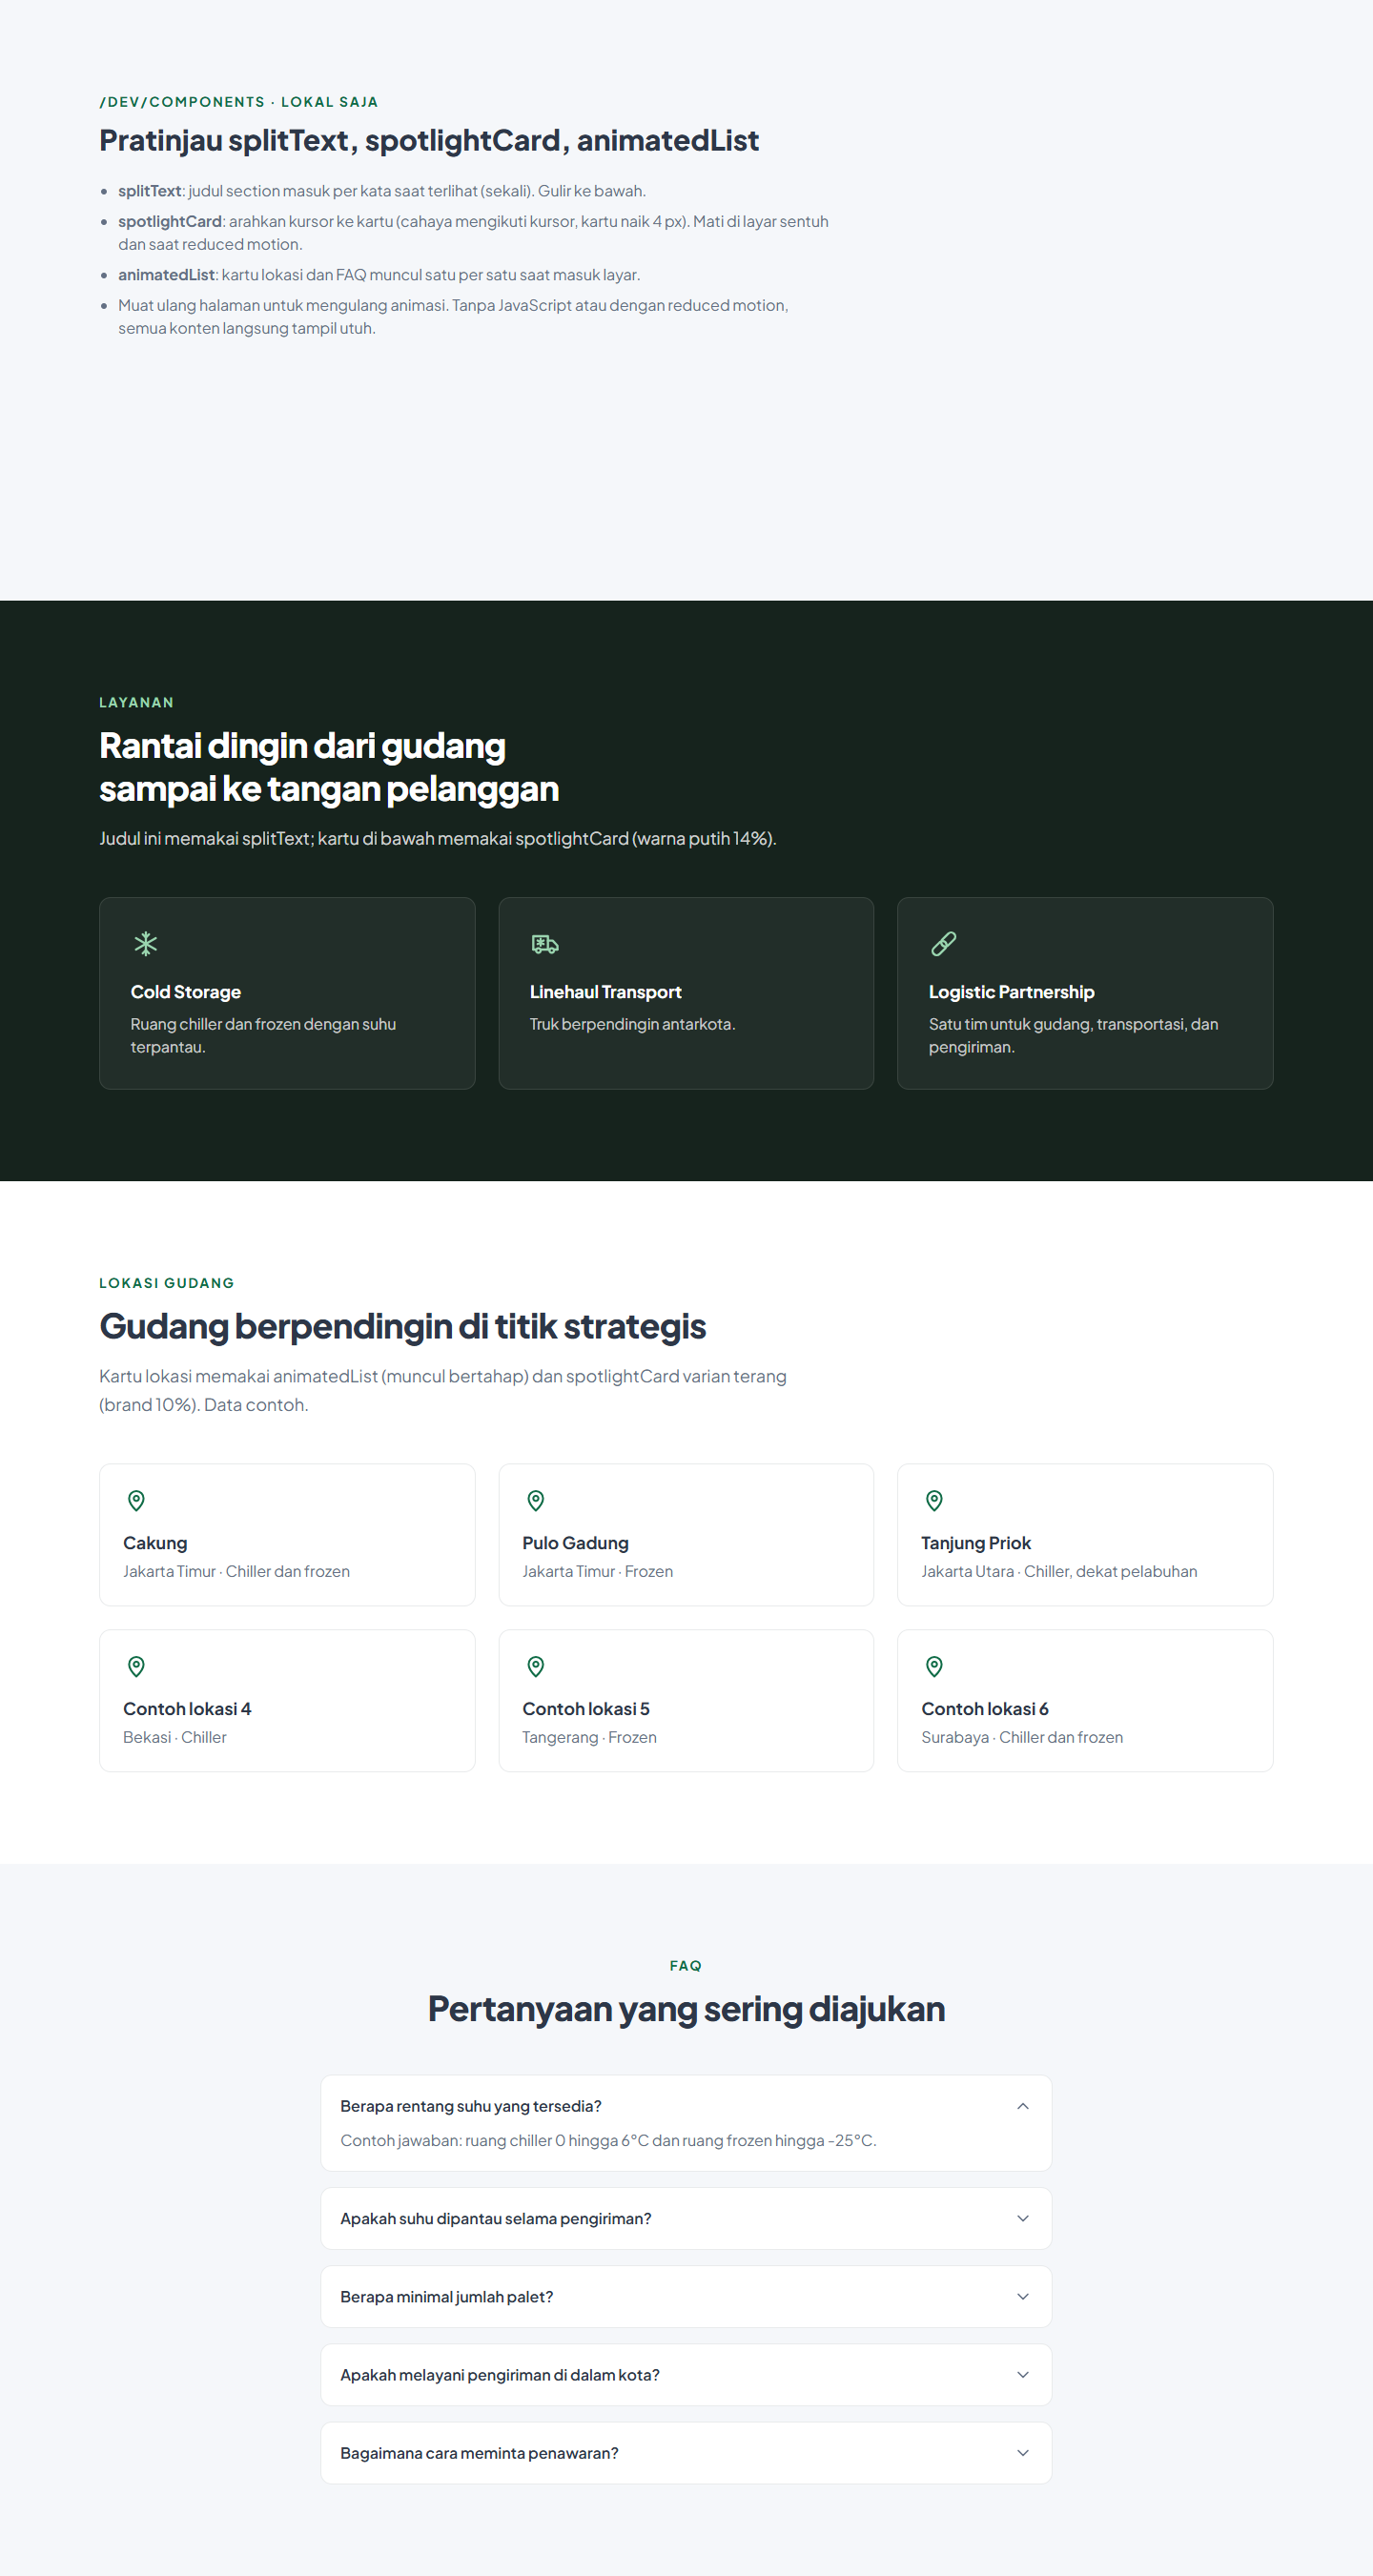 /DEV/COMPONENTS · LOKAL SAJA
Pratinjau splitText, spotlightCard, animatedList
• splitText: judul section masuk per kata saat terlihat (sekali). Gulir ke bawah.
• spotlightCard: arahkan kursor ke kartu (cahaya mengikuti kursor, kartu naik 4 px). Mati di layar sentuh
dan saat reduced motion.
• animatedList: kartu lokasi dan FAQ muncul satu per satu saat masuk layar.
• Muat ulang halaman untuk mengulang animasi. Tanpa JavaScript atau dengan reduced motion,
semua konten langsung tampil utuh.
LAYANAN
Rantai dingin dari gudang
sampai ke tangan pelanggan
Judul ini memakai splitText; kartu di bawah memakai spotlightCard (warna putih 14%).
Cold Storage
Ruang chiller dan frozen dengan suhu
terpantau.
Linehaul Transport
Truk berpendingin antarkota.
Logistic Partnership
Satu tim untuk gudang, transportasi, dan
pengiriman.
LOKASI GUDANG
Gudang berpendingin di titik strategis
Kartu lokasi memakai animatedList (muncul bertahap) dan spotlightCard varian terang
(brand 10%). Data contoh.
Cakung
Jakarta Timur · Chiller dan frozen
Pulo Gadung
Jakarta Timur · Frozen
Tanjung Priok
Jakarta Utara · Chiller, dekat pelabuhan
Contoh lokasi 4
Bekasi · Chiller
Contoh lokasi 5
Tangerang · Frozen
Contoh lokasi 6
Surabaya · Chiller dan frozen
FAQ
Pertanyaan yang sering diajukan
Berapa rentang suhu yang tersedia?
Contoh jawaban: ruang chiller 0 hingga 6°C dan ruang frozen hingga -25°C.
Apakah suhu dipantau selama pengiriman?
Berapa minimal jumlah palet?
Apakah melayani pengiriman di dalam kota?
Bagaimana cara meminta penawaran?